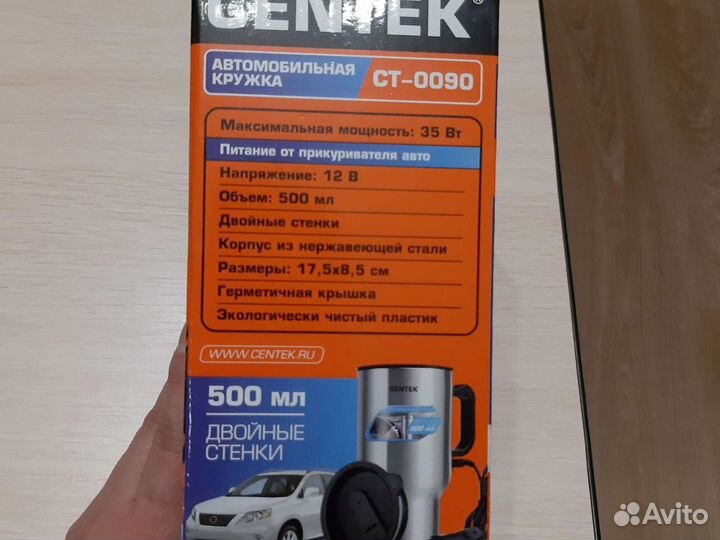 CENTEK
АВТОМОБИЛЬНАЯ
КРУЖКА
CT-0090
Максимальная мощность: 35 Вт
Питание от прикуривателя авто
Напряжение: 12 В
Объем: 500 мл
Двойные стенки
Корпус из нержавеющей стали
Размеры: 17,5x8,5 см
Герметичная крышка
Экологически чистый пластик
WWW.CENTEK.RU
500 мл
ДВОЙНЫЕ
СТЕНКИ
CENTEK
500 мл
Avito